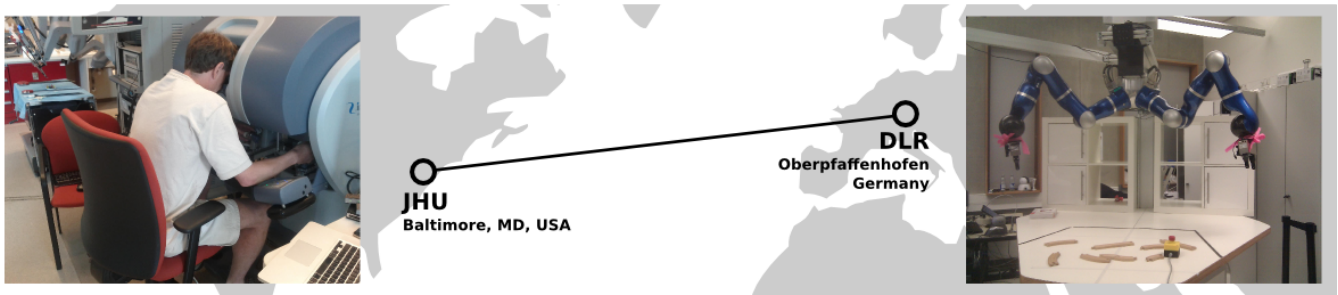 JHU
Baltimore, MD, USA
DLR
Oberpfaffenhofen
Germany